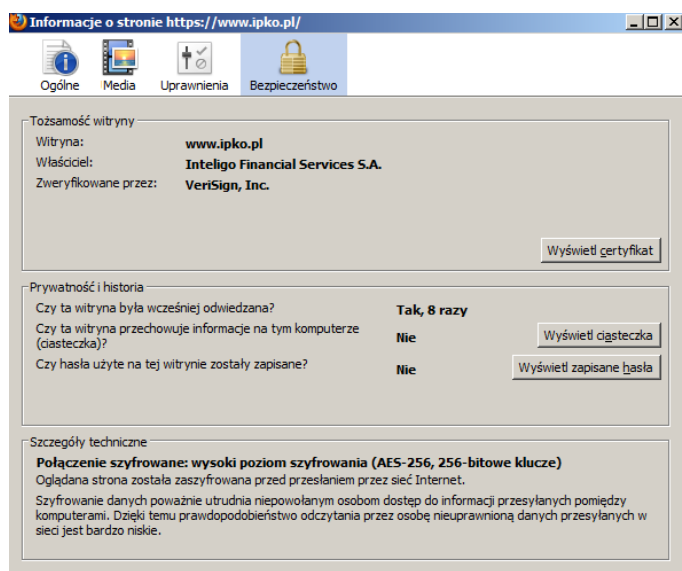 Informacje o stronie https://www.ipko.pl/
Ogólne Media Uprawnienia Bezpieczeństwo
Tożsamość witryny
Witryna: www.ipko.pl
Właściciel: Inteligo Financial Services S.A.
Zweryfikowane przez: VeriSign, Inc.
Wyświetl certyfikat
Prywatność i historia
Czy ta witryna była wcześniej odwiedzana? Tak, 8 razy
Czy ta witryna przechowuje informacje na tym komputerze
(ciasteczka)? Nie Wyświetl ciasteczka
Czy hasła użyte na tej witrynie zostały zapisane? Nie Wyświetl zapisane hasła
Szczegóły techniczne
Połączenie szyfrowane: wysoki poziom szyfrowania (AES-256, 256-bitowe klucze)
Oglądana strona została zaszyfrowana przed przesłaniem przez sieć Internet.
Szyfrowanie danych poważnie utrudnia niepowołanym osobom dostęp do informacji przesyłanych pomiędzy
komputerami. Dzięki temu prawdopodobieństwo odczytania przez osobę nieuprawnioną danych przesyłanych w
sieci jest bardzo niskie.